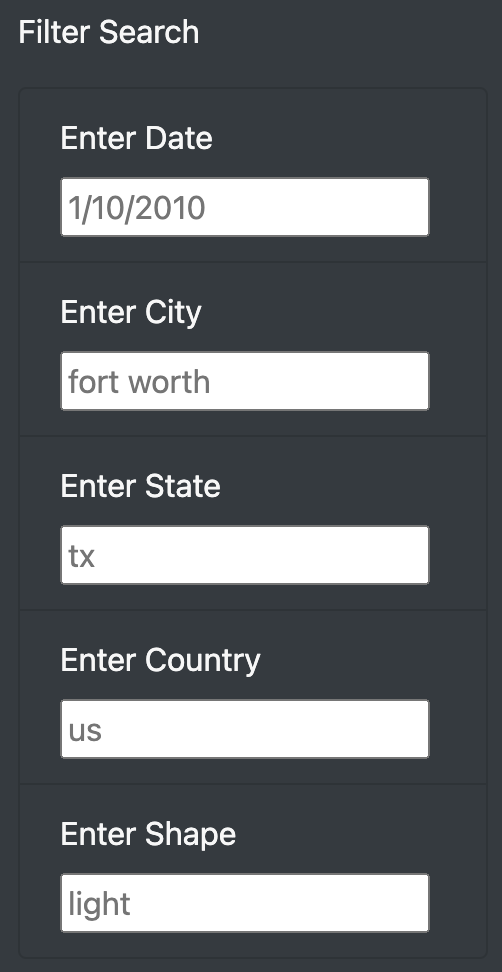 Filter Search
Enter Date
1/10/2010
Enter City
fort worth
Enter State
tx
Enter Country
us
Enter Shape
light